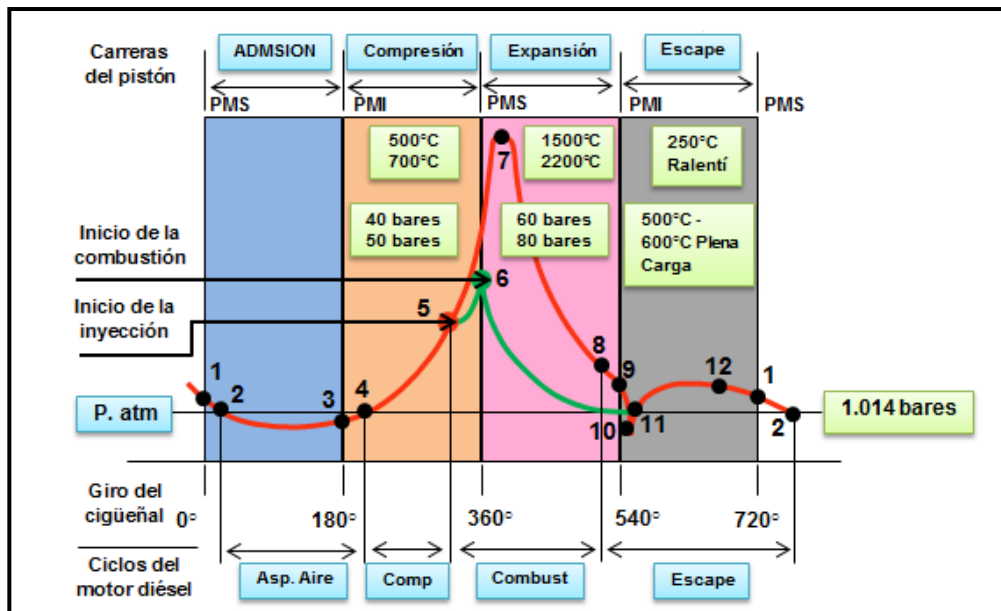 Carreras
del pistón
ADMSION
Compresión
Expansión
Escape
PMS
PMI
PMS
PMI
PMS
500°C
700°C
1500°C
2200°C
250°C
Ralentí
40 bares
50 bares
60 bares
80 bares
500°C -
600°C Plena
Carga
Inicio de la
combustión
Inicio de la
inyección
1
2
3
4
5
6
7
8
9
10
11
12
1
2
P. atm
1.014 bares
Giro del
cigüeñal
0°
180°
360°
540°
720°
Ciclos del
motor diésel
Asp. Aire
Comp
Combust
Escape